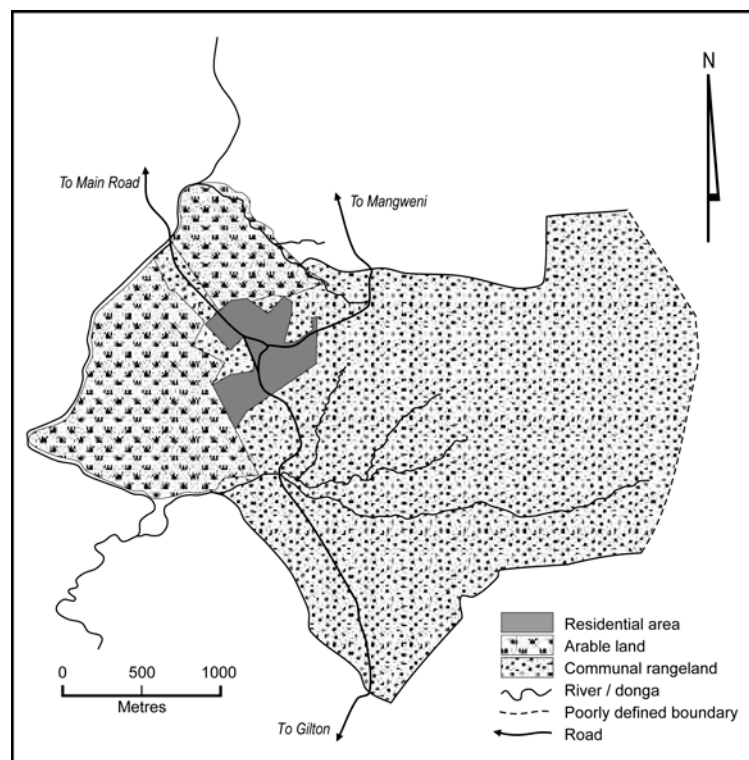 N
To Main Road
To Mangweni
Residential area
Arable land
Communal rangeland
River / donga
Poorly defined boundary
Road
0 500 1000
Metres
To Gilton